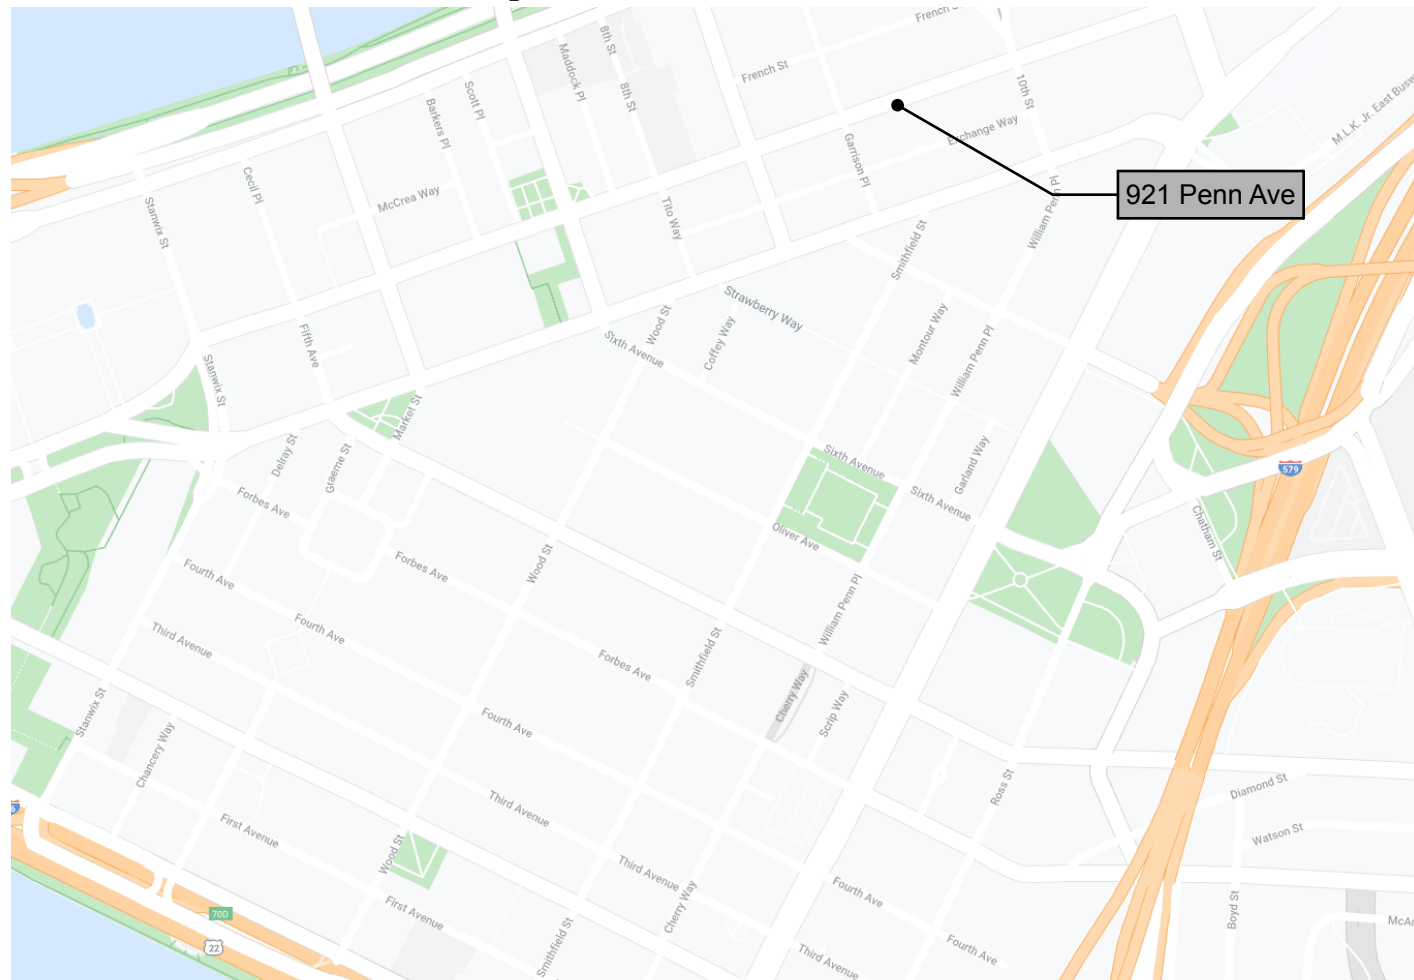 French St
8th St
Maddock Pl
French St
10th St
8th St
Scott Pl
Barkers Pl
M.L.K. Jr. East Busw
Exchange Way
Garrison Pl
Cecil Pl
McCrea Way
William Penn Pl
921 Penn Ave
Stanwix St
Tito Way
Smithfield St
Strawberry Way
Wood St
Coffey Way
Montour Way
Fifth Ave
Sixth Avenue
William Penn Pl
Stanwix St
Market St
Delray St
Graeme St
Sixth Avenue
Garland Way
579
Forbes Ave
Sixth Avenue
Chatham St
Oliver Ave
Wood St
Forbes Ave
Fourth Ave
William Penn Pl
Fourth Ave
Third Avenue
Smithfield St
Forbes Ave
Cherry Way
Scrip Way
Stanwix St
Fourth Ave
Chancery Way
Ross St
Diamond St
Third Avenue
First Avenue
Watson St
Wood St
Third Avenue
Fourth Ave
Cherry Way
First Avenue
70D
Boyd St
McAr
22
Smithfield St
Third Avenue
Fourth Ave